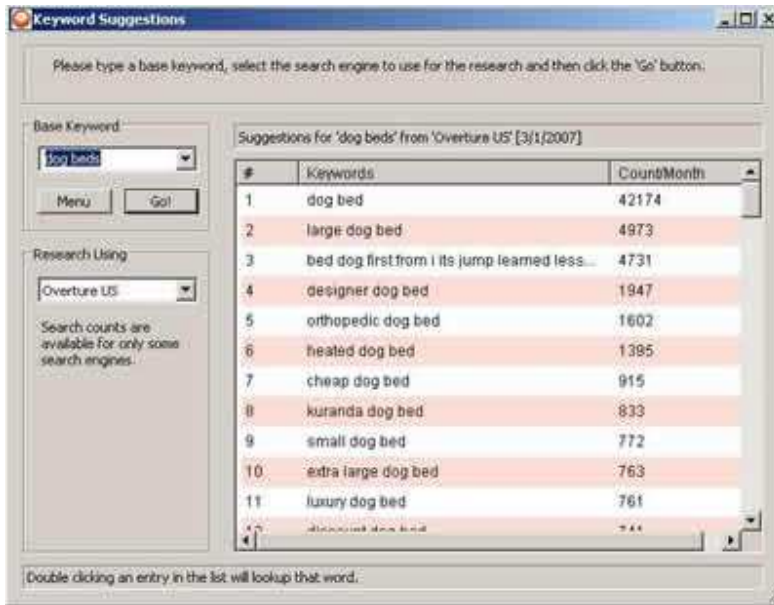 Keyword Suggestions
Please type a base keyword, select the search engine to use for the research and then click the 'Go' button.
Base Keyword
dog beds
Menu Go!
Research Using
Overture US
Search counts are
available for only some
search engines.
Suggestions for 'dog beds' from 'Overture US' [3/1/2007]
# Keywords Count/Month
1 dog bed 42174
2 large dog bed 4973
3 bed dog first from i its jump learned less...
4731
4 designer dog bed 1947
5 orthopedic dog bed 1602
6 heated dog bed 1395
7 cheap dog bed 915
8 kuranda dog bed 833
9 small dog bed 772
10 extra large dog bed 763
11 luxury dog bed 761
12 discount dog bed 741
Double clicking an entry in the list will lookup that word.